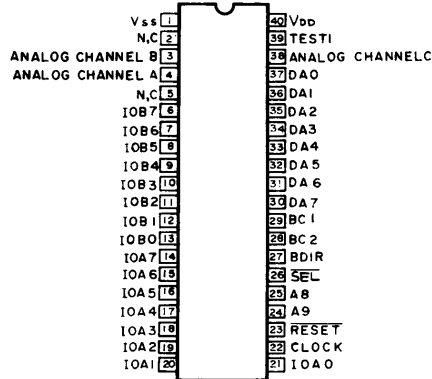 Vss 1 40 VDD
N,C 2 39 TEST1
ANALOG CHANNEL B 3 38 ANALOG CHANNELC
ANALOG CHANNEL A 4 37 DA0
N,C 5 36 DA1
IOB7 6 35 DA2
IOB6 7 34 DA3
IOB5 8 33 DA4
IOB4 9 32 DA5
IOB3 10 31 DA6
IOB2 11 30 DA7
IOB1 12 29 BC1
IOB0 13 28 BC2
IOA7 14 27 BDIR
IOA6 15 26 SEL
IOA5 16 25 A8
IOA4 17 24 A9
IOA3 18 23 RESET
IOA2 19 22 CLOCK
IOA1 20 21 IOA0